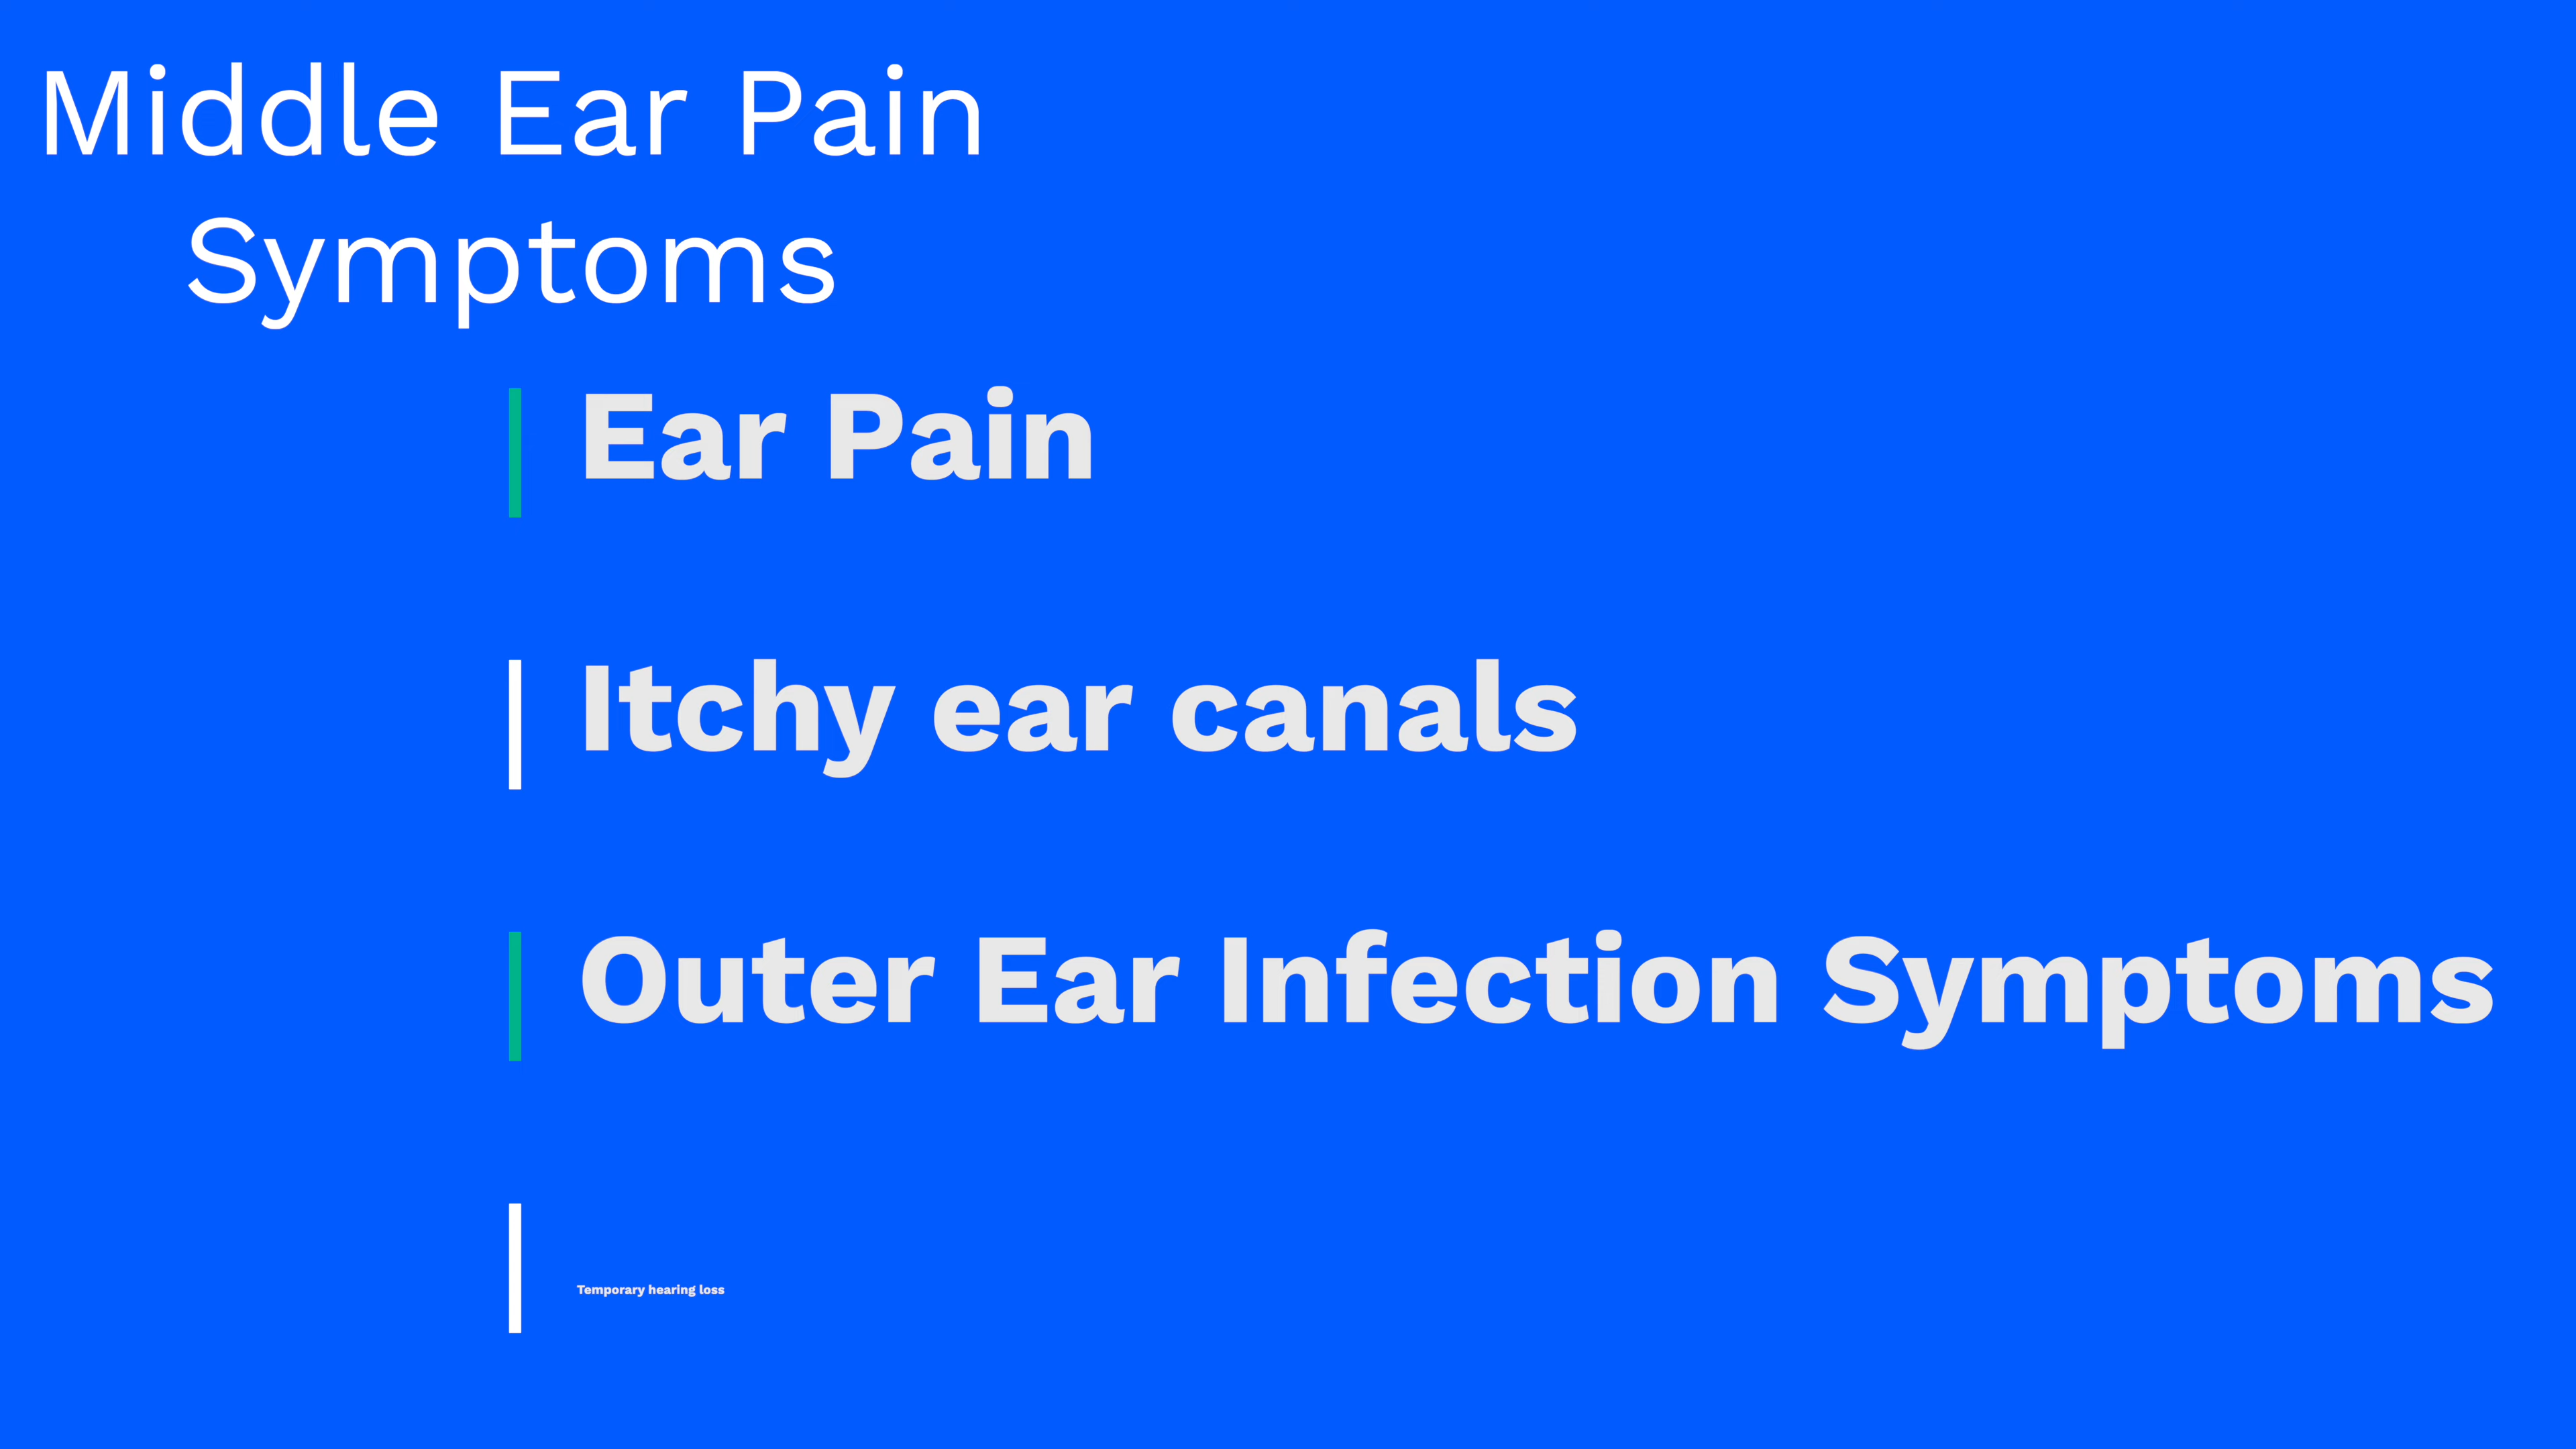 Middle Ear Pain
Symptoms
Ear Pain
Itchy ear canals
Outer Ear Infection Symptoms
Temporary hearing loss